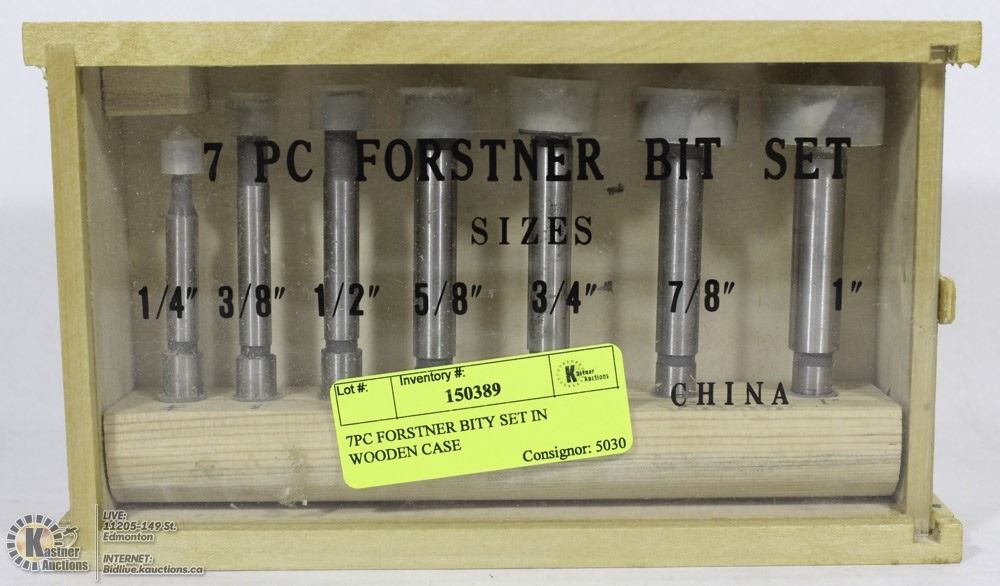 7 PC FORSTNER BIT SET
SIZES
1/4" 3/8" 1/2" 5/8" 3/4" 7/8" 1"
CHINA
Lot #: Inventory #: Kastner Auctions
150389
7PC FORSTNER BITY SET IN
WOODEN CASE
Consignor: 5030
Kastner
Auctions
LIVE:
11205-149 St.
Edmonton
INTERNET:
Bidlive.kauctions.ca